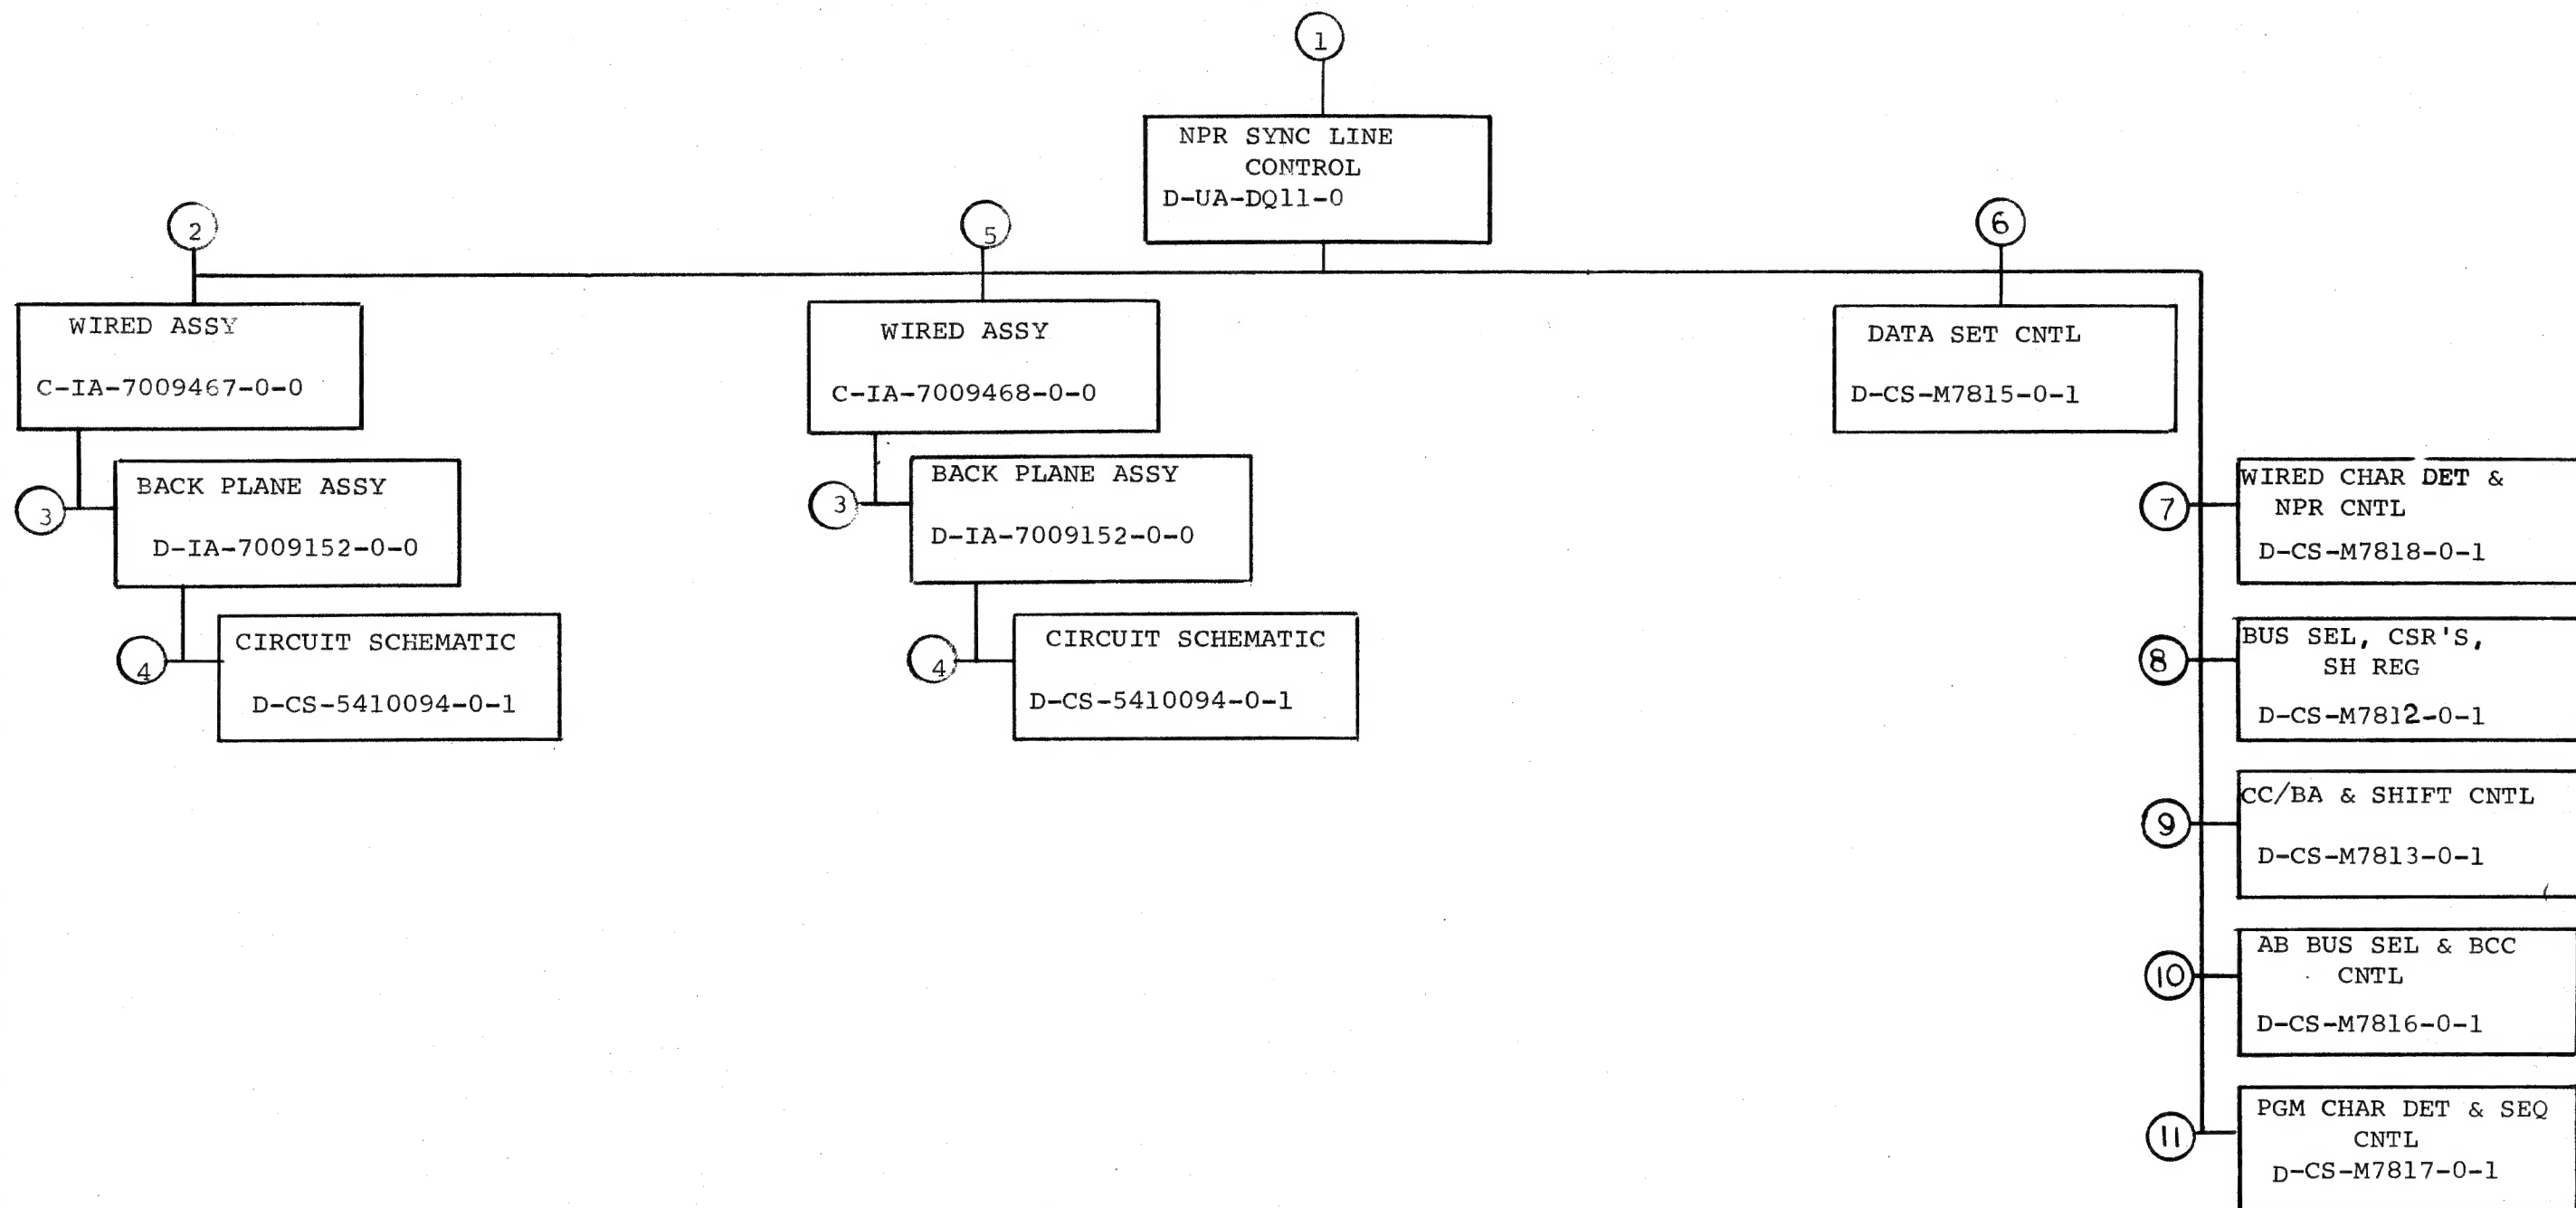 1
NPR SYNC LINE
CONTROL
D-UA-DQ11-0
2
WIRED ASSY
C-IA-7009467-0-0
3
BACK PLANE ASSY
D-IA-7009152-0-0
4
CIRCUIT SCHEMATIC
D-CS-5410094-0-1
5
WIRED ASSY
C-IA-7009468-0-0
3
BACK PLANE ASSY
D-IA-7009152-0-0
4
CIRCUIT SCHEMATIC
D-CS-5410094-0-1
6
DATA SET CNTL
D-CS-M7815-0-1
7
WIRED CHAR DET &
NPR CNTL
D-CS-M7818-0-1
8
BUS SEL, CSR'S,
SH REG
D-CS-M7812-0-1
9
CC/BA & SHIFT CNTL
D-CS-M7813-0-1
10
AB BUS SEL & BCC
CNTL
D-CS-M7816-0-1
11
PGM CHAR DET & SEQ
CNTL
D-CS-M7817-0-1